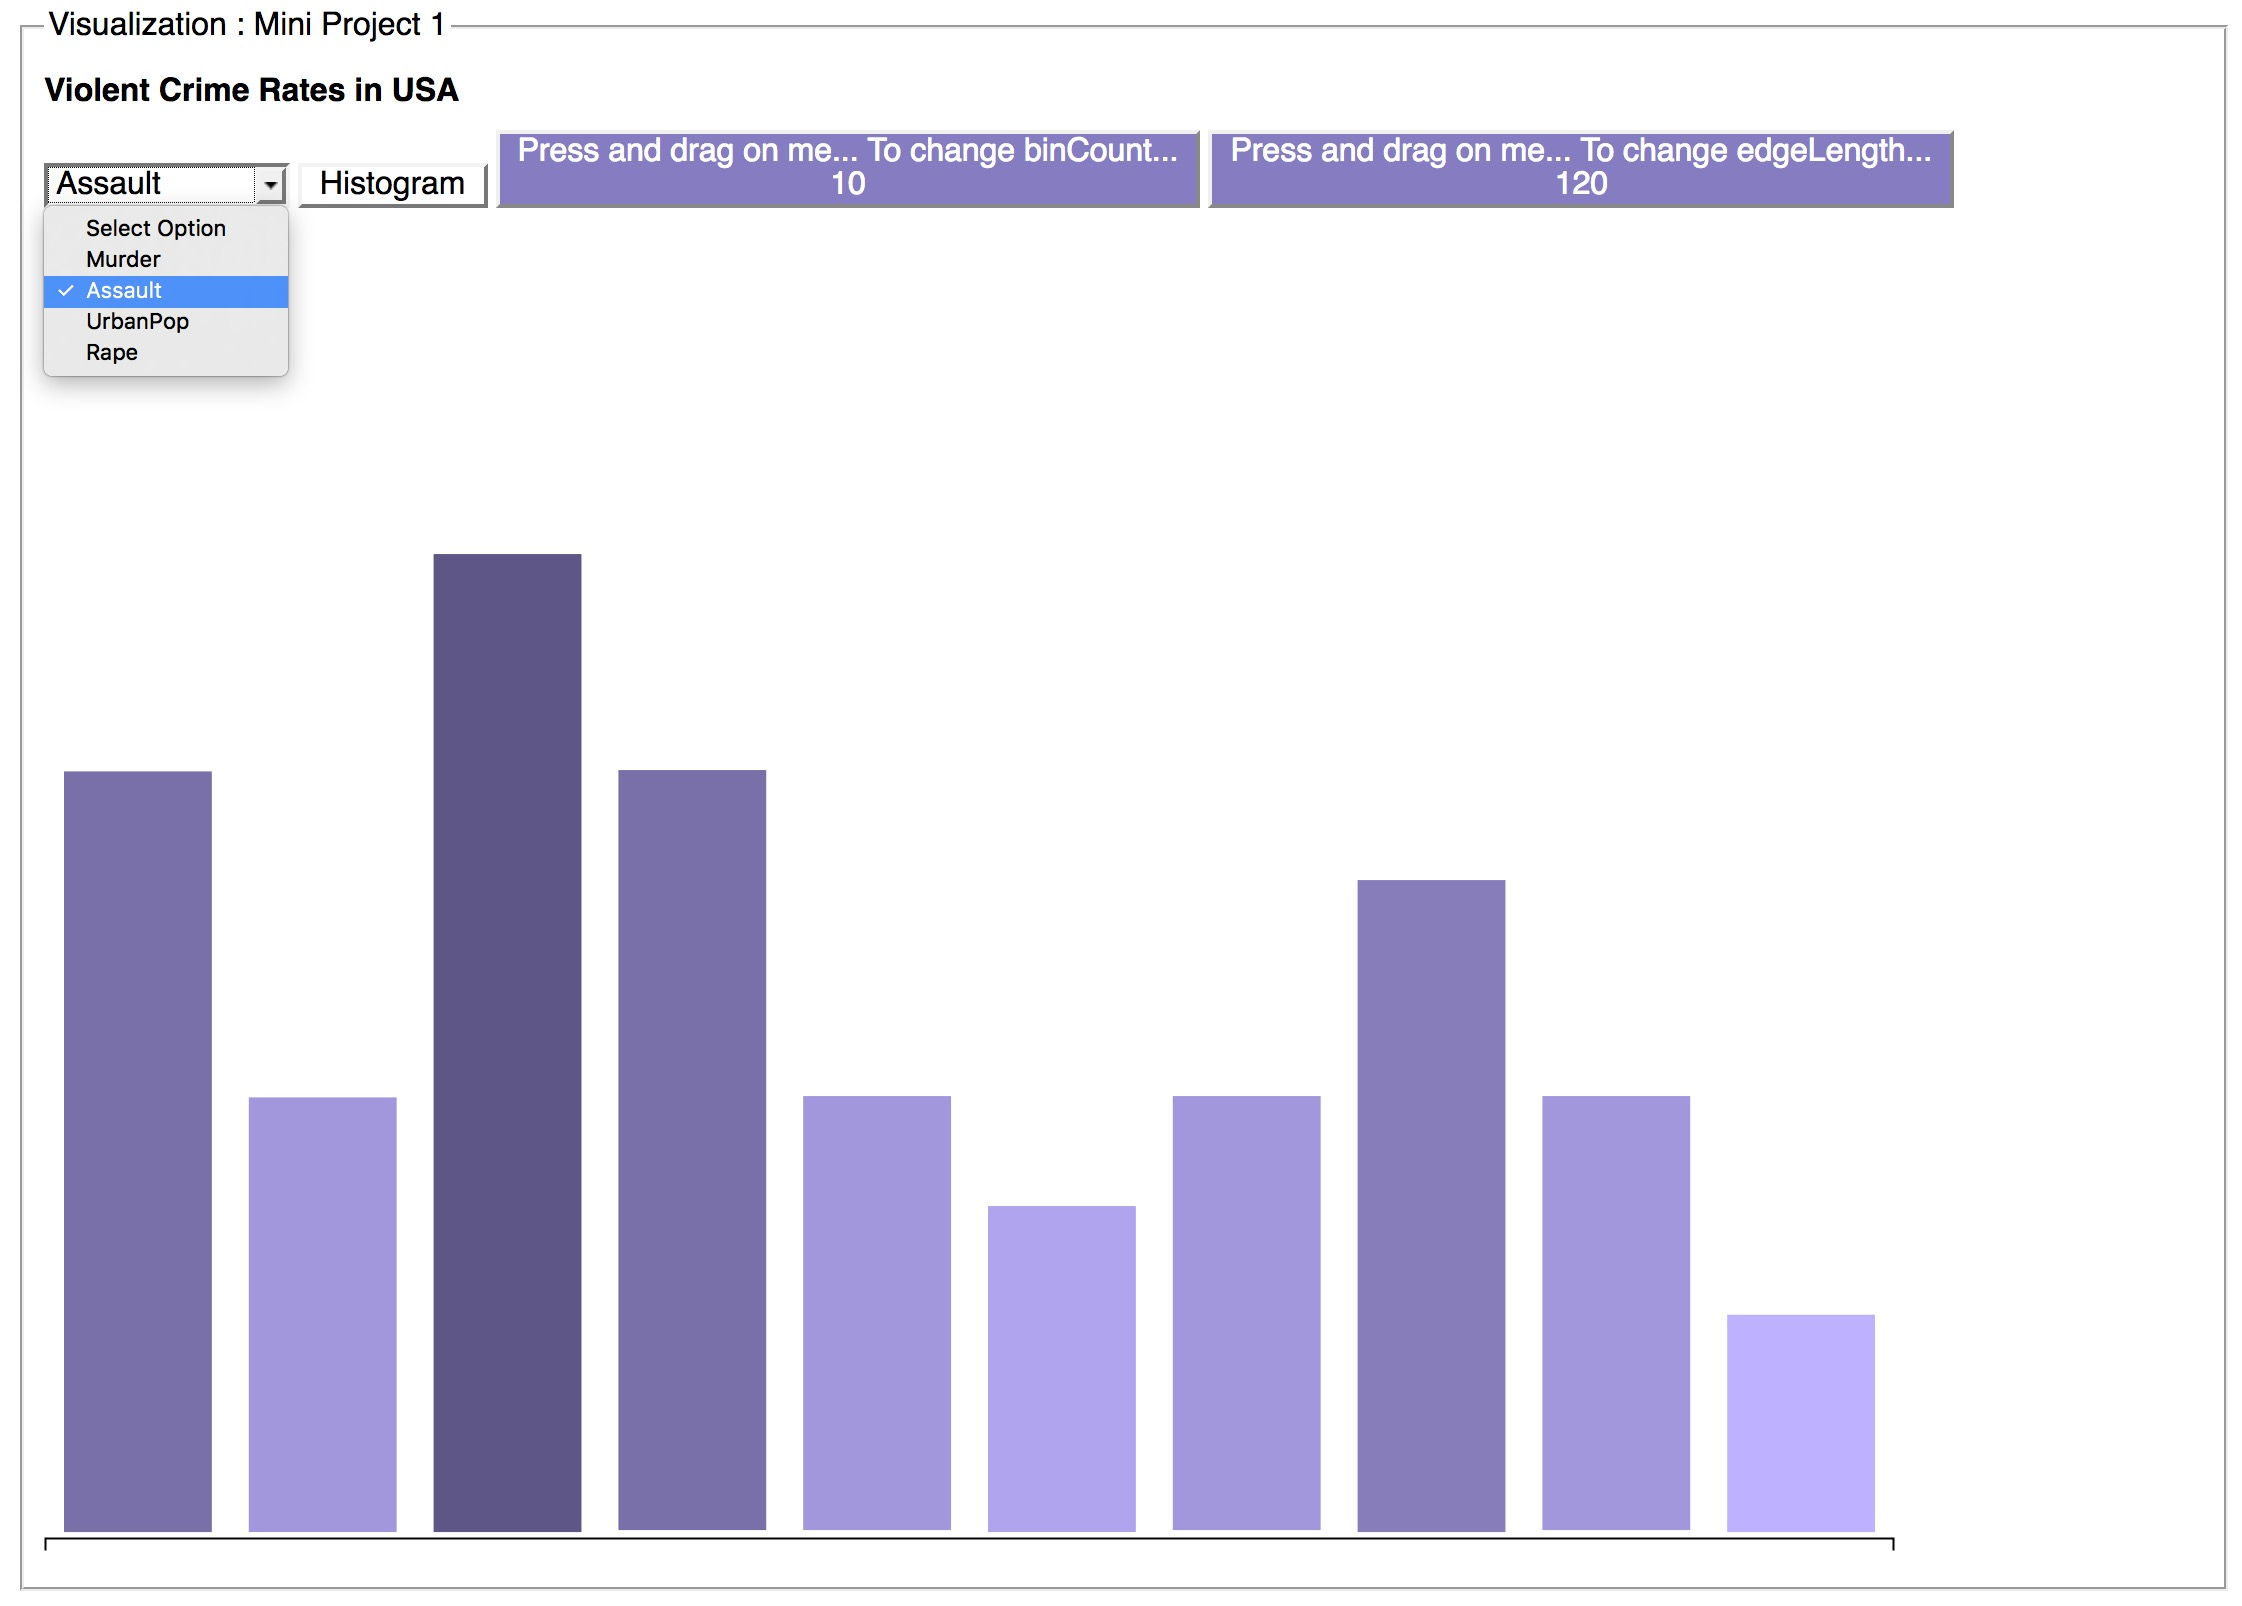 Visualization : Mini Project 1
Violent Crime Rates in USA
Assault
Histogram
Press and drag on me... To change binCount...
10
Press and drag on me... To change edgeLength...
120
Select Option
Murder
Assault
UrbanPop
Rape